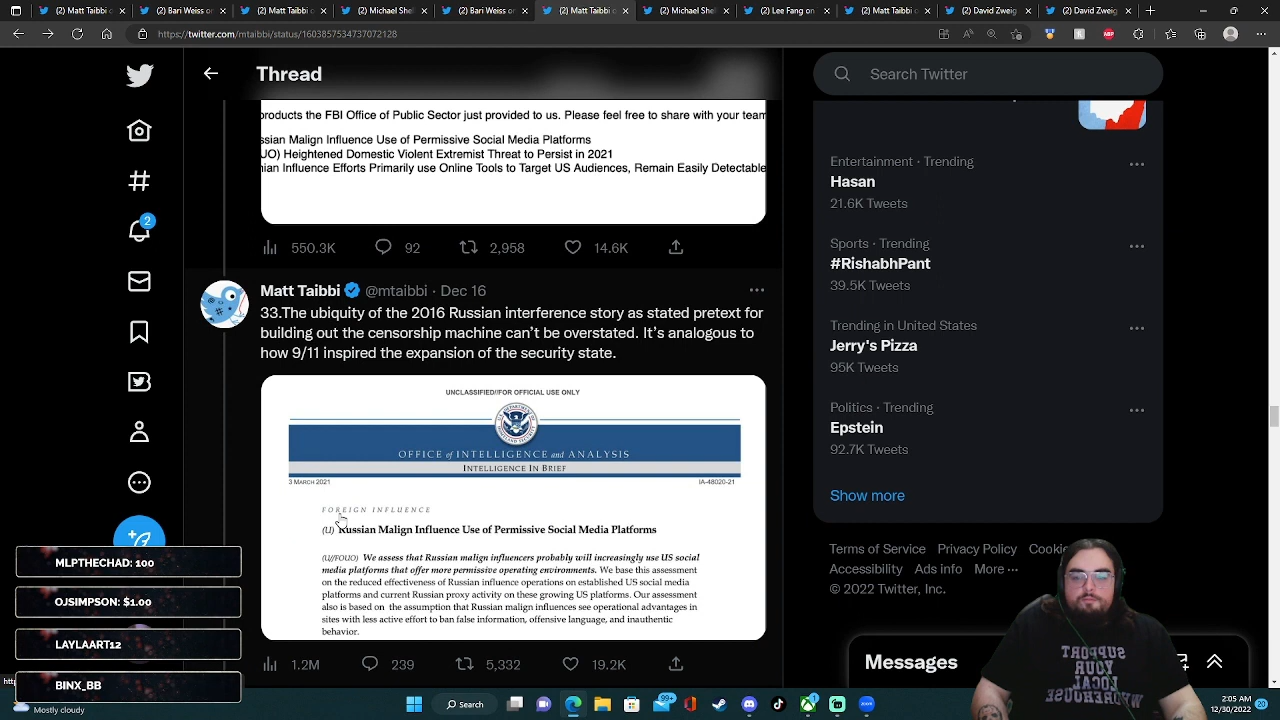 (2) Matt Taibbi o
(2) Bari Weiss on
(2) Matt Taibbi o
(2) Bari Weiss on
(2) Matt Taibbi o
(2) Michael She
(2) Lee Fang on
(2) Matt Taibbi o
(2) David Zweig
(2) David Zweig
https://twitter.com/mtaibbi/status/1603857534737072128
Thread
Search Twitter
products the FBI Office of Public Sector just provided to us. Please feel free to share with your team
ssian Malign Influence Use of Permissive Social Media Platforms
UO) Heightened Domestic Violent Extremist Threat to Persist in 2021
nian Influence Efforts Primarily use Online Tools to Target US Audiences, Remain Easily Detectable
550.3K 92 2,958 14.6K
Matt Taibbi @mtaibbi · Dec 16
33.The ubiquity of the 2016 Russian interference story as stated pretext for
building out the censorship machine can't be overstated. It's analogous to
how 9/11 inspired the expansion of the security state.
UNCLASSIFIED//FOR OFFICIAL USE ONLY
OFFICE of INTELLIGENCE and ANALYSIS
INTELLIGENCE IN BRIEF
3 MARCH 2021
IA-48020-21
FOREIGN INFLUENCE
(U) Russian Malign Influence Use of Permissive Social Media Platforms
(U//FOUO) We assess that Russian malign influencers probably will increasingly use US social
media platforms that offer more permissive operating environments. We base this assessment
on the reduced effectiveness of Russian influence operations on established US social media
platforms and current Russian proxy activity on these growing US platforms. Our assessment
also is based on the assumption that Russian malign influences see operational advantages in
sites with less active effort to ban false information, offensive language, and inauthentic
behavior.
1.2M 239 5,332 19.2K
2
Entertainment · Trending
Hasan
21.6K Tweets
Sports · Trending
#RishabhPant
39.5K Tweets
Trending in United States
Jerry's Pizza
95K Tweets
Politics · Trending
Epstein
92.7K Tweets
Show more
Terms of Service Privacy Policy Cookie
Accessibility Ads info More ···
© 2022 Twitter, Inc.
Messages
MLPTHECHAD: 100
OJSIMPSON: $1.00
LAYLAART12
BINX_BB
SUPPORT
YOUR
LOCAL
Mostly cloudy
Search
99+
1
zoom
2:05 AM
12/30/2022